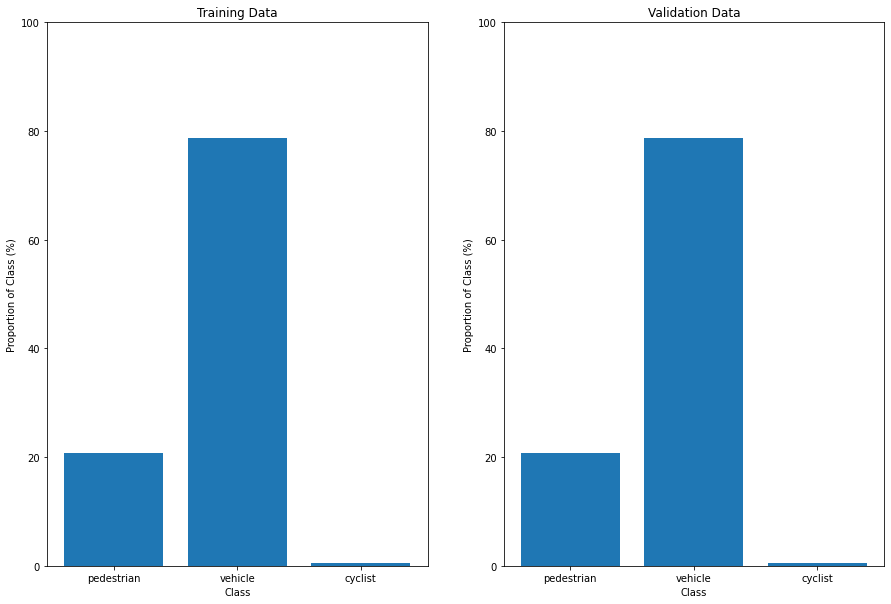 Training Data
Proportion of Class (%)
100
80
60
40
20
0
pedestrian vehicle cyclist
Class
Validation Data
Proportion of Class (%)
100
80
60
40
20
0
pedestrian vehicle cyclist
Class